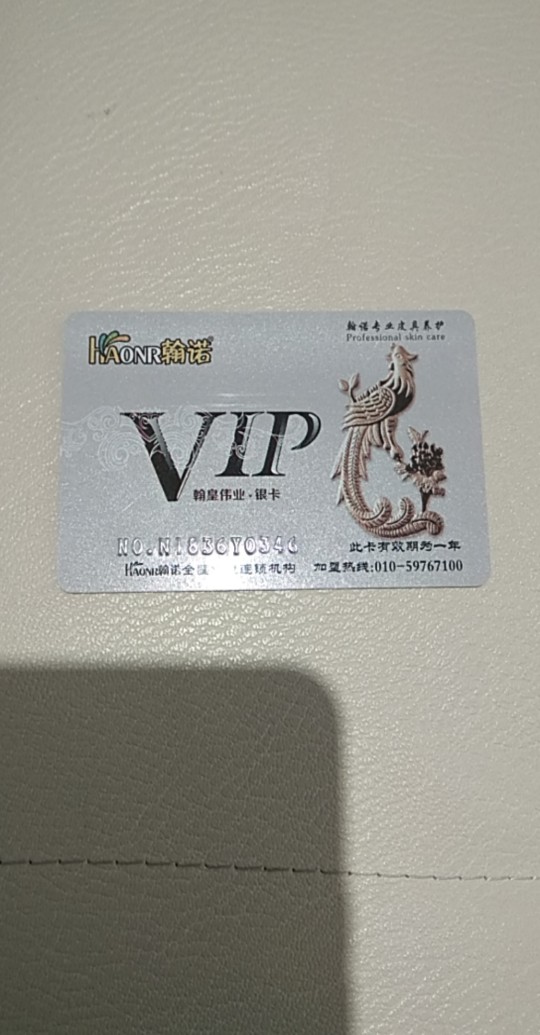 HAONR翰诺
翰诺专业皮具养护
Professional skin care
VIP
翰皇伟业·银卡
NO.N1836Y0346
此卡有效期为一年
HAONR翰诺全 连锁机构
加盟热线:010-59767100